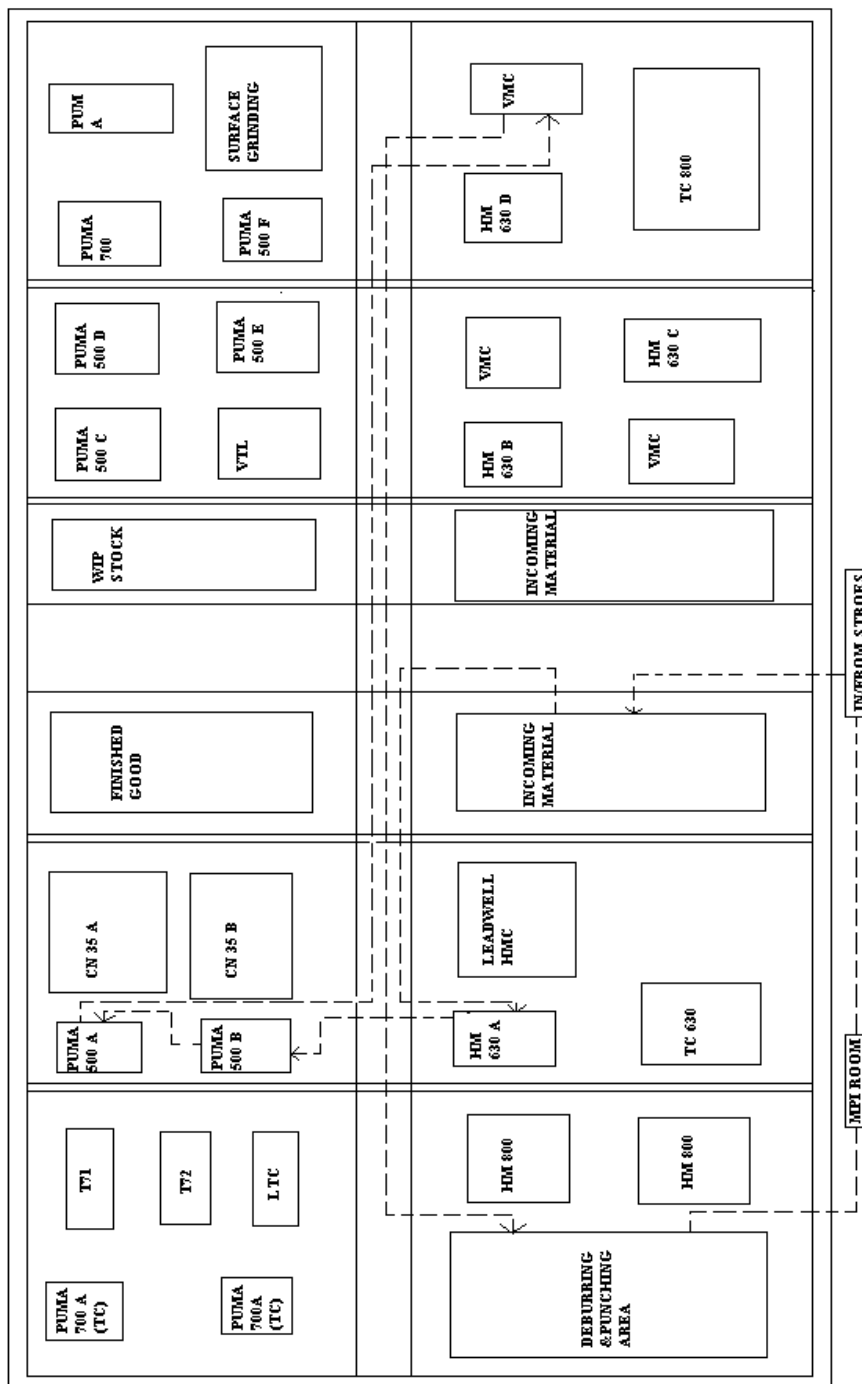 PUM
A
SURFACE
GRINDING
VMC
TC 800
PUMA
700
PUMA
500 F
HM
630 D
PUMA
500 D
PUMA
500 E
VMC
HM
630 C
PUMA
500 C
VTL
HM
630 B
VMC
WIP
STOCK
INCOMING
MATERIAL
FINISHED
GOOD
INCOMING
MATERIAL
IN/FROM STROES
CN 35 A
CN 35 B
LEADWELL
HMC
PUMA
500 A
PUMA
500 B
HM
630 A
TC 630
MPI ROOM
T71
T72
LTC
HM 800
HM 800
PUMA
700 A
(TC)
PUMA
700A
(TC)
DEBURRING
&PUNCHING
AREA